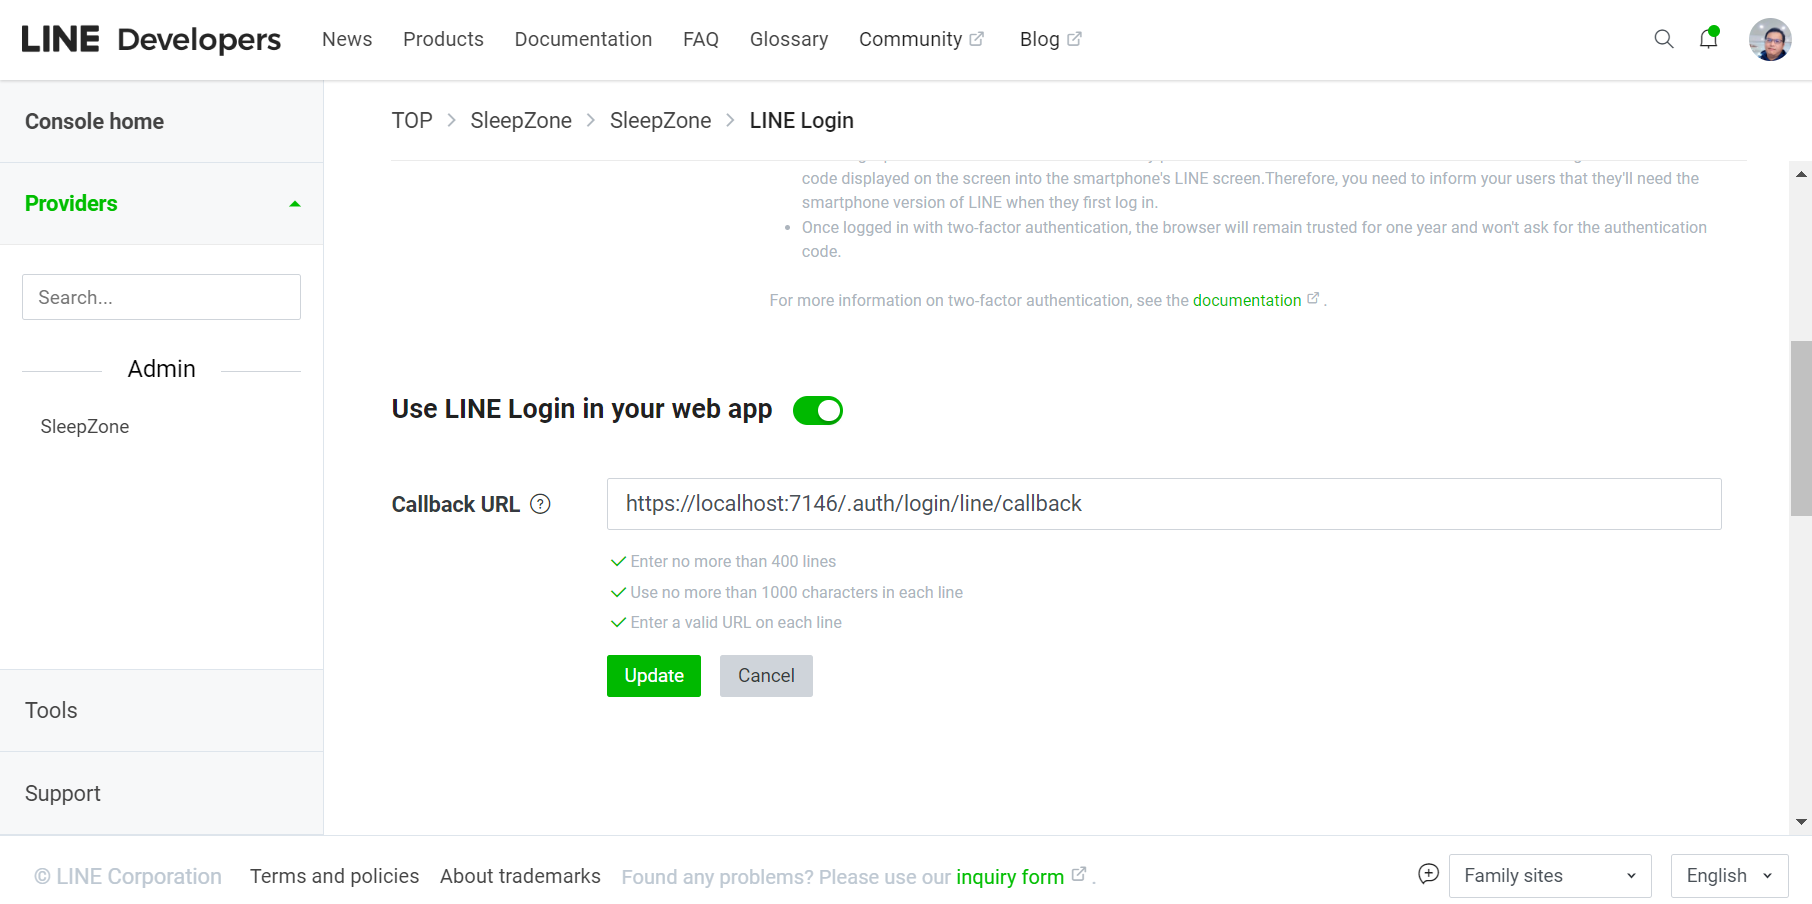 LINE Developers
News Products Documentation FAQ Glossary Community Blog
Console home
Providers
Search...
Admin
SleepZone
Tools
Support
TOP > SleepZone > SleepZone > LINE Login
code displayed on the screen into the smartphone's LINE screen.Therefore, you need to inform your users that they'll need the
smartphone version of LINE when they first log in.
• Once logged in with two-factor authentication, the browser will remain trusted for one year and won't ask for the authentication
code.
For more information on two-factor authentication, see the documentation .
Use LINE Login in your web app
Callback URL ?
https://localhost:7146/.auth/login/line/callback
Enter no more than 400 lines
Use no more than 1000 characters in each line
Enter a valid URL on each line
Update Cancel
© LINE Corporation Terms and policies About trademarks Found any problems? Please use our inquiry form .
Family sites English